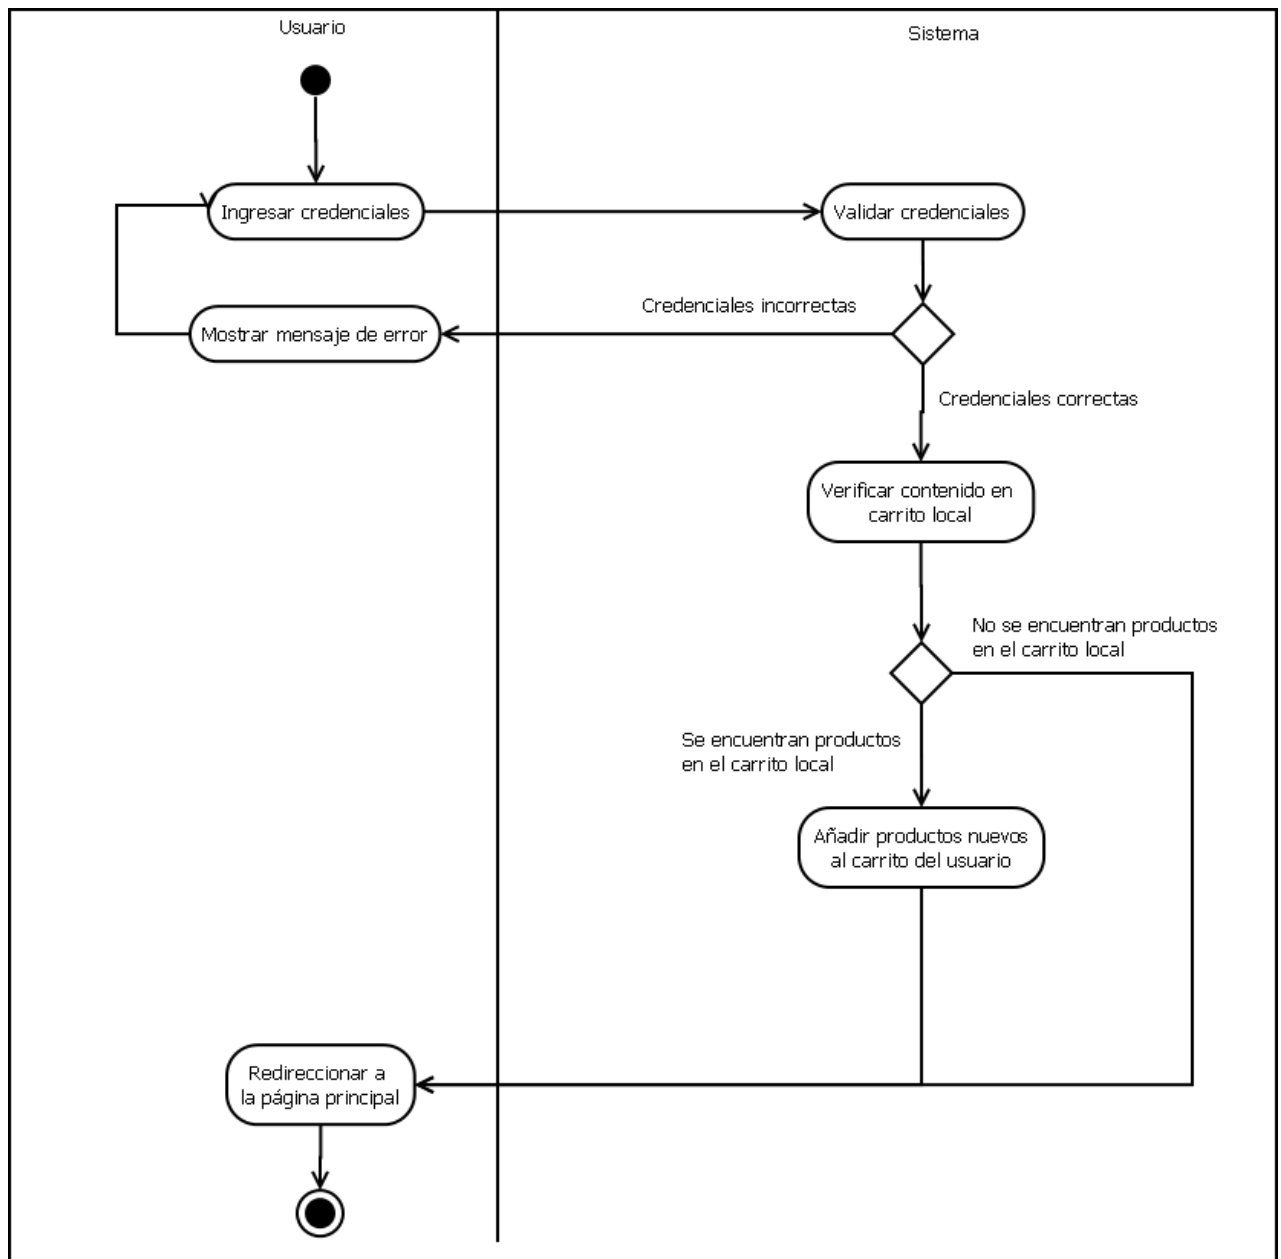 Usuario
Sistema
Ingresar credenciales
Validar credenciales
Credenciales incorrectas
Mostrar mensaje de error
Credenciales correctas
Verificar contenido en
carrito local
No se encuentran productos
en el carrito local
Se encuentran productos
en el carrito local
Añadir productos nuevos
al carrito del usuario
Redireccionar a
la página principal